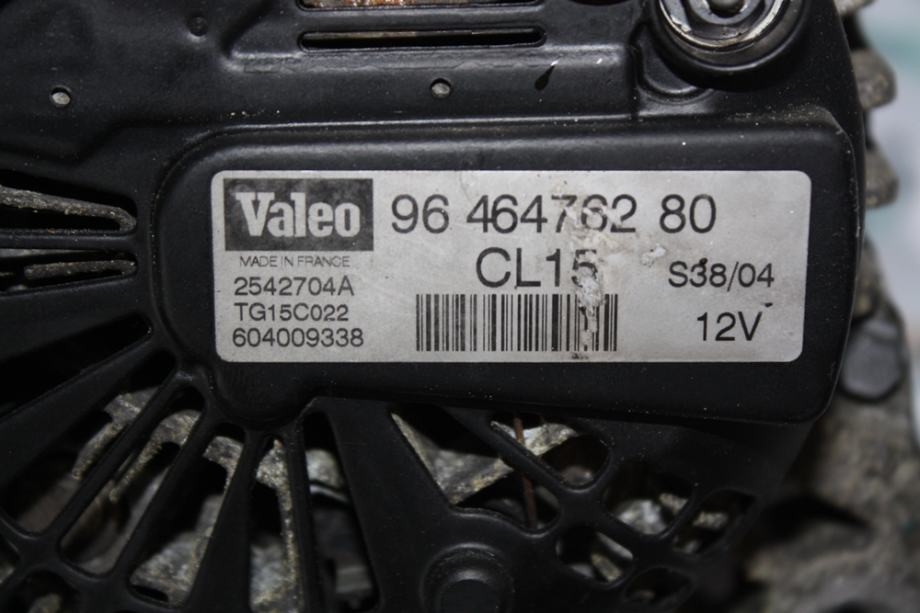 Valeo 96 464762 80
MADE IN FRANCE CL15 S38/04
2542704A
TG15C022 12V
604009338